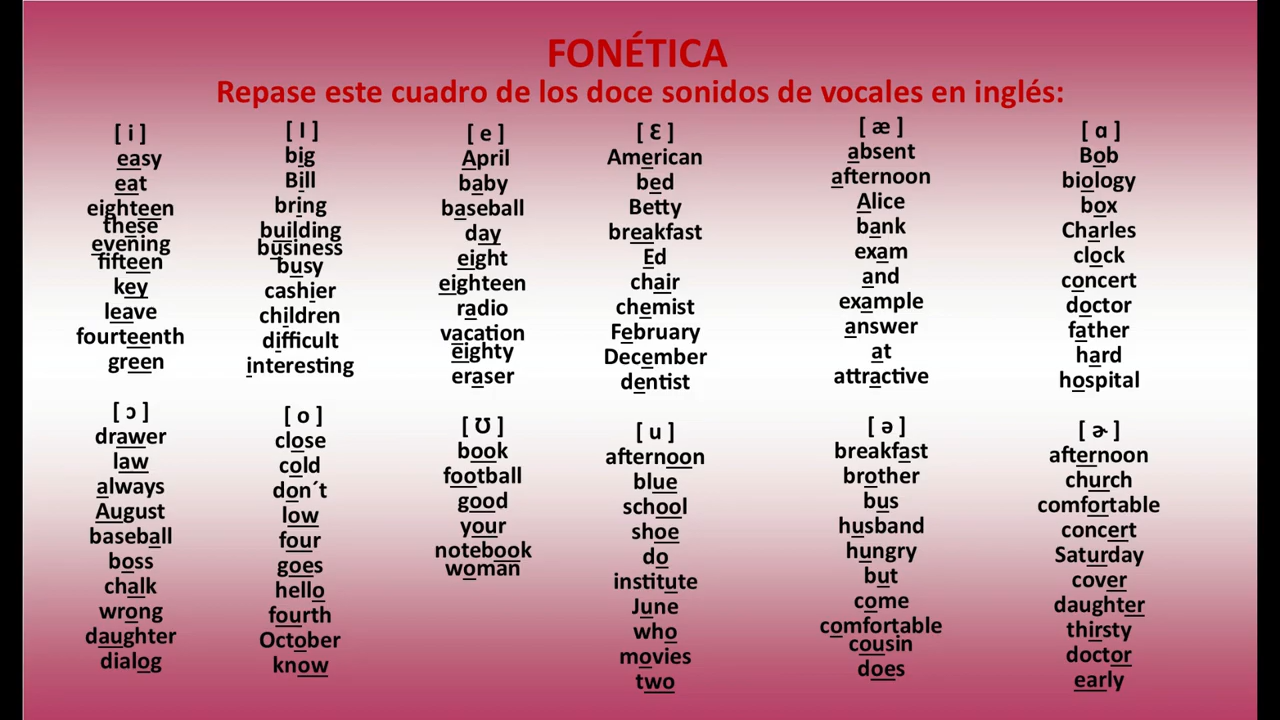 FONÉTICA
Repase este cuadro de los doce sonidos de vocales en inglés:
[ i ]
easy
eat
eighteen
these
evening
fifteen
key
leave
fourteenth
green
[ I ]
big
Bill
bring
building
business
busy
cashier
children
difficult
interesting
[ e ]
April
baby
baseball
day
eight
eighteen
radio
vacation
eighty
eraser
[ Ɛ ]
American
bed
Betty
breakfast
Ed
chair
chemist
February
December
dentist
[ æ ]
absent
afternoon
Alice
bank
exam
and
example
answer
at
attractive
[ ɑ ]
Bob
biology
box
Charles
clock
concert
doctor
father
hard
hospital
[ ɔ ]
drawer
law
always
August
baseball
boss
chalk
wrong
daughter
dialog
[ o ]
close
cold
don´t
low
four
goes
hello
fourth
October
know
[ Ʊ ]
book
football
good
your
notebook
woman
[ u ]
afternoon
blue
school
shoe
do
institute
June
who
movies
two
[ ə ]
breakfast
brother
bus
husband
hungry
but
come
comfortable
cousin
does
[ ɚ ]
afternoon
church
comfortable
concert
Saturday
cover
daughter
thirsty
doctor
early